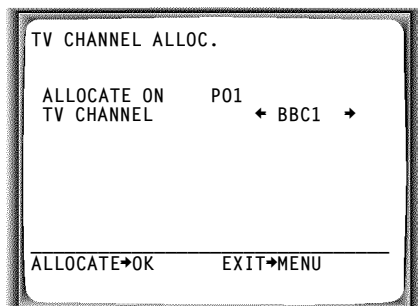 TV CHANNEL ALLOC.
ALLOCATE ON P01
TV CHANNEL ← BBC1 →
ALLOCATE→OK EXIT→MENU